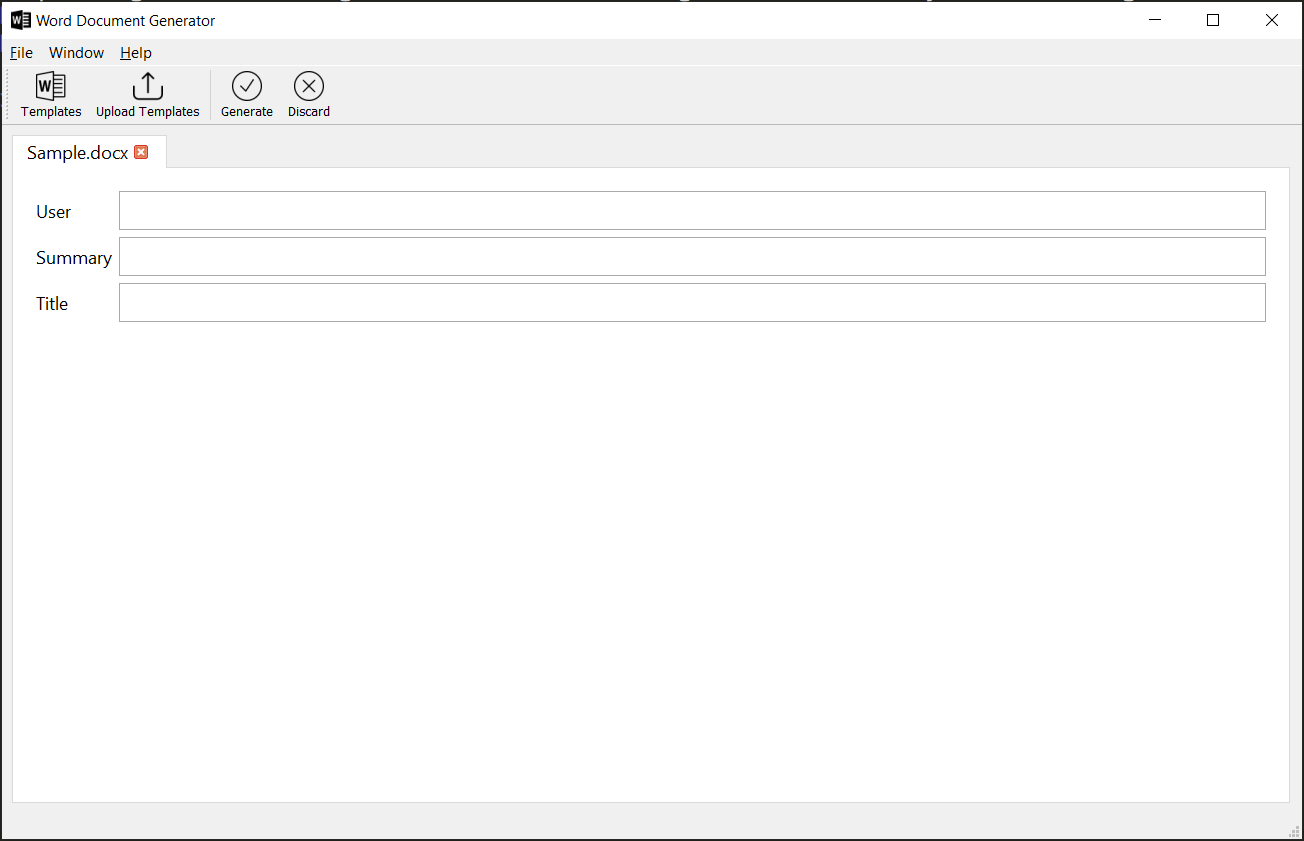 Word Document Generator
File Window Help
Templates Upload Templates Generate Discard
Sample.docx
User
Summary
Title